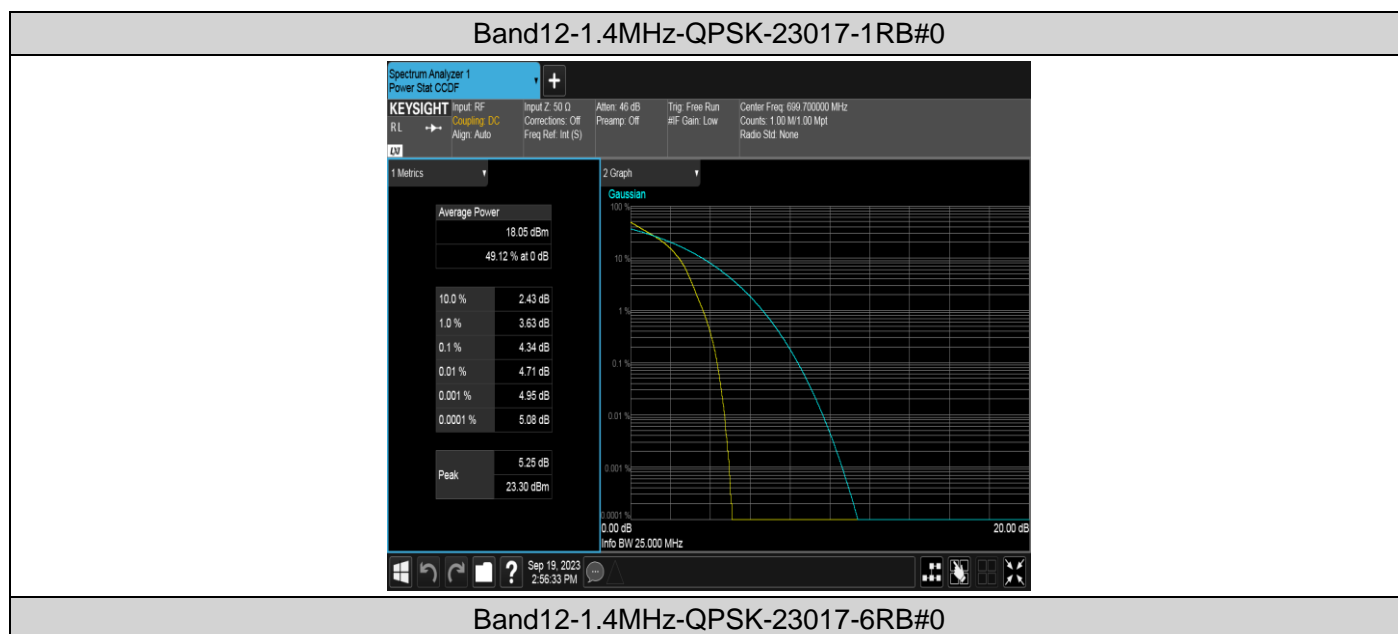 Band12-1.4MHz-QPSK-23017-1RB#0
Spectrum Analyzer 1
Power Stat CCDF
+
KEYSIGHT
RL
LXI
Input: RF
Coupling: DC
Align: Auto
Input Z: 50 Ω
Corrections: Off
Freq Ref: Int (S)
Atten: 46 dB
Preamp: Off
Trig: Free Run
#IF Gain: Low
Center Freq: 699.700000 MHz
Counts: 1.00 M/1.00 Mpt
Radio Std: None
1 Metrics
Average Power
18.05 dBm
49.12 % at 0 dB
10.0 % 2.43 dB
1.0 % 3.63 dB
0.1 % 4.34 dB
0.01 % 4.71 dB
0.001 % 4.95 dB
0.0001 % 5.08 dB
Peak
5.25 dB
23.30 dBm
2 Graph
Gaussian
100 %
10 %
1 %
0.1 %
0.01 %
0.001 %
0.0001 %
0.00 dB
20.00 dB
Info BW 25.000 MHz
?
Sep 19, 2023
2:56:33 PM
Band12-1.4MHz-QPSK-23017-6RB#0